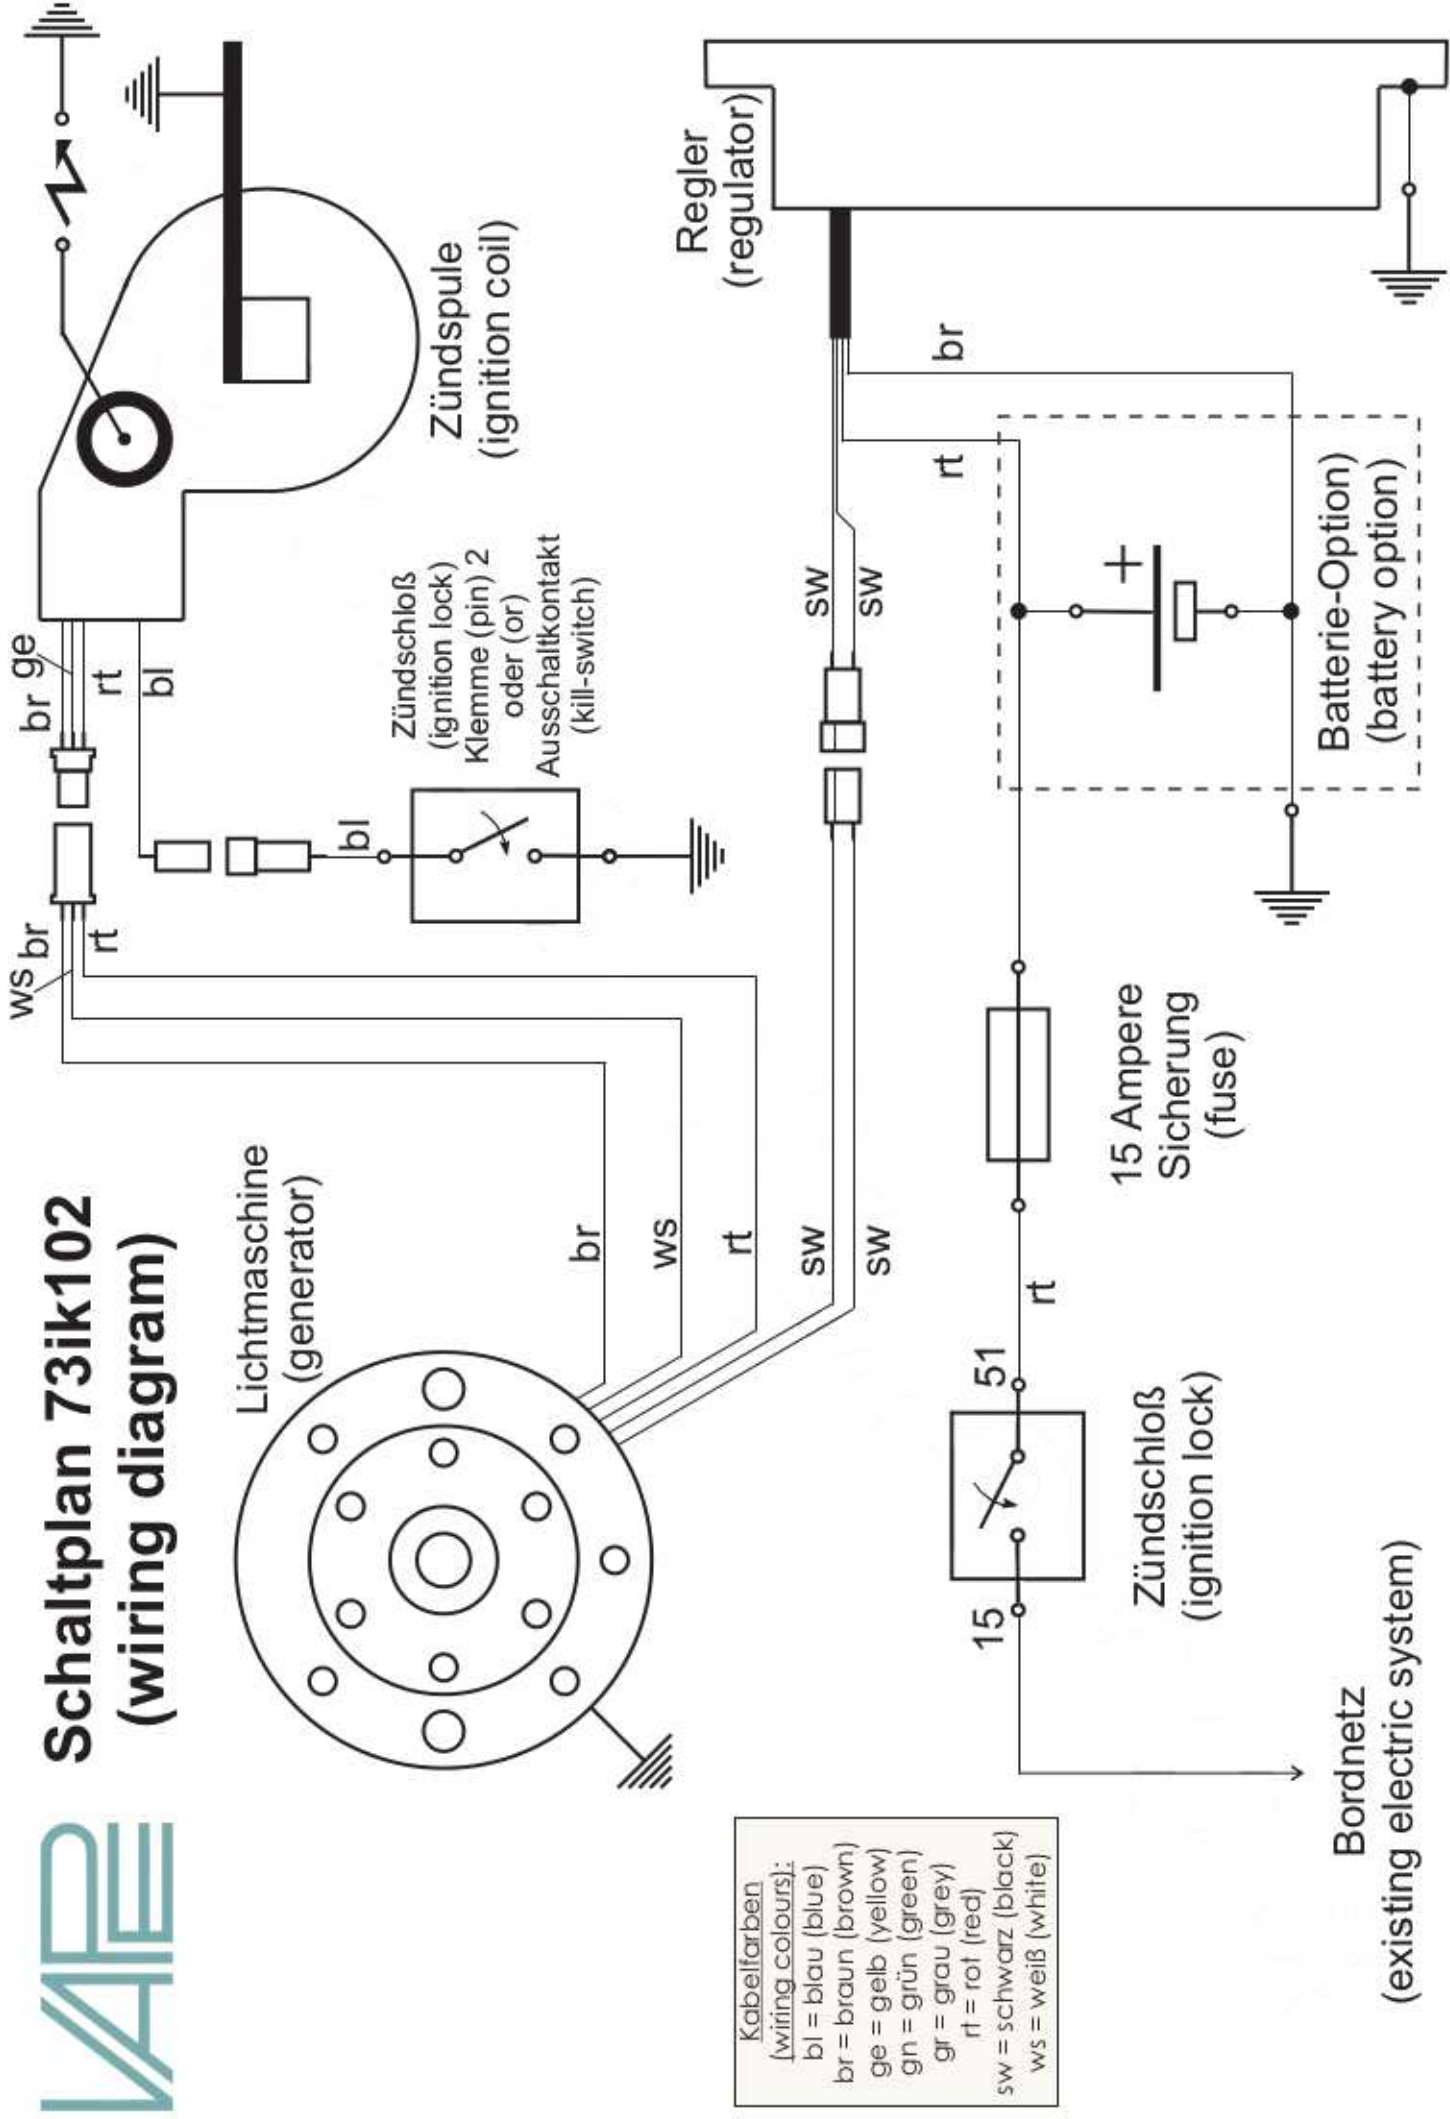 VAPE
Schaltplan 73ik102
(wiring diagram)
Lichtmaschine
(generator)
br
ws
rt
sw
sw
ws
br
rt
br
ge
rt
bl
bl
Zündschloß
(ignition lock)
Klemme (pin) 2
oder (or)
Ausschaltkontakt
(kill-switch)
Zündspule
(ignition coil)
Regler
(regulator)
sw
sw
rt
br
+
Batterie-Option)
(battery option)
15 Ampere
Sicherung
(fuse)
rt
51
15
Zündschloß
(ignition lock)
Bordnetz
(existing electric system)
Kabelfarben
(wiring colours):
bl = blau (blue)
br = braun (brown)
ge = gelb (yellow)
gn = grün (green)
gr = grau (grey)
rt = rot (red)
sw = schwarz (black)
ws = weiß (white)